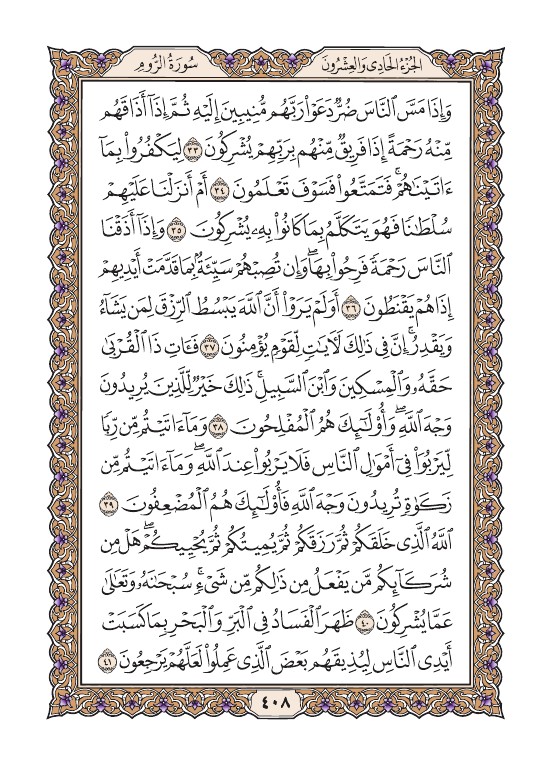 الجُزْءُ الحَادِى وَالعِشْرُونَ
سُورَةُ الرُّومِ
وَإِذَا مَسَّ ٱلنَّاسَ ضُرٌّ دَعَوۡاْ رَبَّهُم مُّنِيبِينَ إِلَيۡهِ ثُمَّ إِذَآ أَذَاقَهُم
مِّنۡهُ رَحۡمَةً إِذَا فَرِيقٞ مِّنۡهُم بِرَبِّهِمۡ يُشۡرِكُونَ ٣٣ لِيَكۡفُرُواْ بِمَآ
ءَاتَيۡنَٰهُمۡۚ فَتَمَتَّعُواْ فَسَوۡفَ تَعۡلَمُونَ ٣٤ أَمۡ أَنزَلۡنَا عَلَيۡهِمۡ
سُلۡطَٰنٗا فَهُوَ يَتَكَلَّمُ بِمَا كَانُواْ بِهِۦ يُشۡرِكُونَ ٣٥ وَإِذَآ أَذَقۡنَا
ٱلنَّاسَ رَحۡمَةٗ فَرِحُواْ بِهَاۖ وَإِن تُصِبۡهُمۡ سَيِّئَةُۢ بِمَا قَدَّمَتۡ أَيۡدِيهِمۡ
إِذَا هُمۡ يَقۡنَطُونَ ٣٦ أَوَلَمۡ يَرَوۡاْ أَنَّ ٱللَّهَ يَبۡسُطُ ٱلرِّزۡقَ لِمَن يَشَآءُ
وَيَقۡدِرُۚ إِنَّ فِي ذَٰلِكَ لَأٓيَٰتٖ لِّقَوۡمٖ يُؤۡمِنُونَ ٣٧ فَـَٔاتِ ذَا ٱلۡقُرۡبَىٰ
حَقَّهُۥ وَٱلۡمِسۡكِينَ وَٱبۡنَ ٱلسَّبِيلِۚ ذَٰلِكَ خَيۡرٞ لِّلَّذِينَ يُرِيدُونَ
وَجۡهَ ٱللَّهِۖ وَأُوْلَٰٓئِكَ هُمُ ٱلۡمُفۡلِحُونَ ٣٨ وَمَآ ءَاتَيۡتُم مِّن رِّبٗا
لِّيَرۡبُوَاْ فِيٓ أَمۡوَٰلِ ٱلنَّاسِ فَلَا يَرۡبُواْ عِندَ ٱللَّهِۖ وَمَآ ءَاتَيۡتُم مِّن
زَكَوٰةٖ تُرِيدُونَ وَجۡهَ ٱللَّهِ فَأُوْلَٰٓئِكَ هُمُ ٱلۡمُضۡعِفُونَ ٣٩
ٱللَّهُ ٱلَّذِي خَلَقَكُمۡ ثُمَّ رَزَقَكُمۡ ثُمَّ يُمِيتُكُمۡ ثُمَّ يُحۡيِيكُمۡۖ هَلۡ مِن
شُرَكَآئِكُم مَّن يَفۡعَلُ مِن ذَٰلِكُم مِّن شَيۡءٖۚ سُبۡحَٰنَهُۥ وَتَعَٰلَىٰ
عَمَّا يُشۡرِكُونَ ٤٠ ظَهَرَ ٱلۡفَسَادُ فِي ٱلۡبَرِّ وَٱلۡبَحۡرِ بِمَا كَسَبَتۡ
أَيۡدِي ٱلنَّاسِ لِيُذِيقَهُم بَعۡضَ ٱلَّذِي عَمِلُواْ لَعَلَّهُمۡ يَرۡجِعُونَ ٤١
٤٠٨